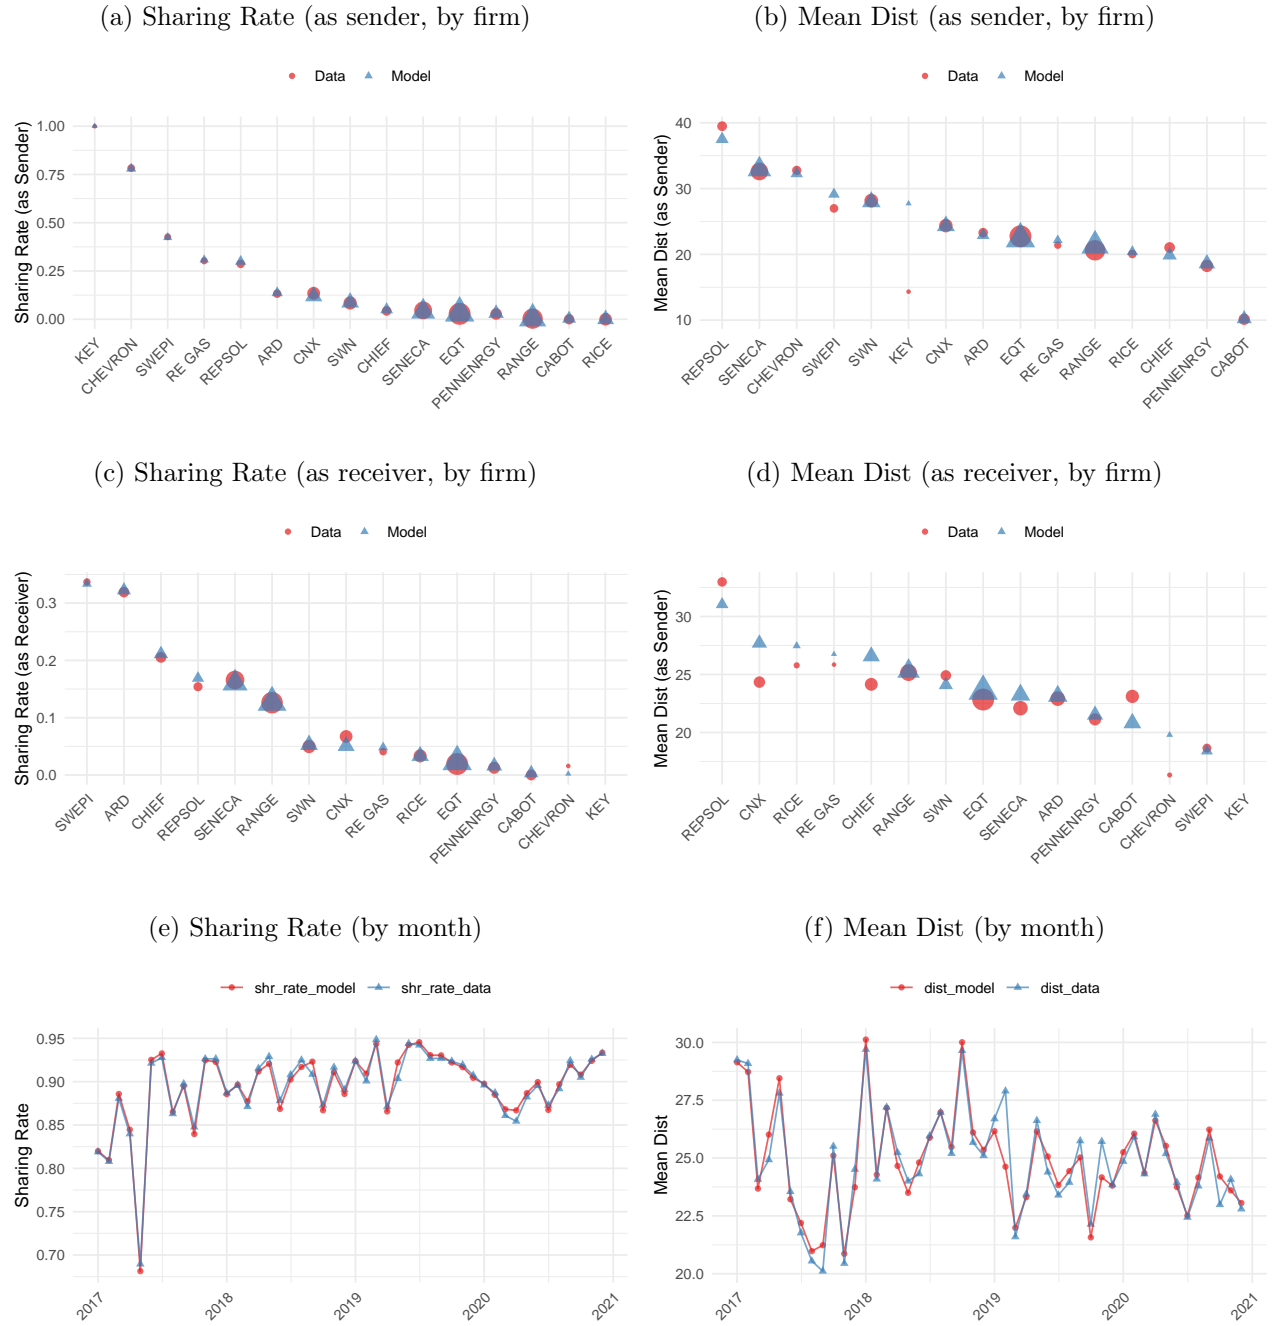 (a) Sharing Rate (as sender, by firm)
Data Model
Sharing Rate (as Sender)
1.00
0.75
0.50
0.25
0.00
KEY
CHEVRON
SWEPI
RE GAS
REPSOL
ARD
CNX
SWN
CHIEF
SENECA
EQT
PENNENRGY
RANGE
CABOT
RICE
(b) Mean Dist (as sender, by firm)
Data Model
Mean Dist (as Sender)
40
30
20
10
REPSOL
SENECA
CHEVRON
SWEPI
SWN
KEY
CNX
ARD
EQT
RE GAS
RANGE
RICE
CHIEF
PENNENRGY
CABOT
(c) Sharing Rate (as receiver, by firm)
Data Model
Sharing Rate (as Receiver)
0.3
0.2
0.1
0.0
SWEPI
ARD
CHIEF
REPSOL
SENECA
RANGE
SWN
CNX
RE GAS
RICE
EQT
PENNENRGY
CABOT
CHEVRON
KEY
(d) Mean Dist (as receiver, by firm)
Data Model
Mean Dist (as Sender)
30
25
20
REPSOL
CNX
RICE
RE GAS
CHIEF
RANGE
SWN
EQT
SENECA
ARD
PENNENRGY
CABOT
CHEVRON
SWEPI
KEY
(e) Sharing Rate (by month)
shr_rate_model shr_rate_data
Sharing Rate
0.95
0.90
0.85
0.80
0.75
0.70
2017
2018
2019
2020
2021
(f) Mean Dist (by month)
dist_model dist_data
Mean Dist
30.0
27.5
25.0
22.5
20.0
2017
2018
2019
2020
2021